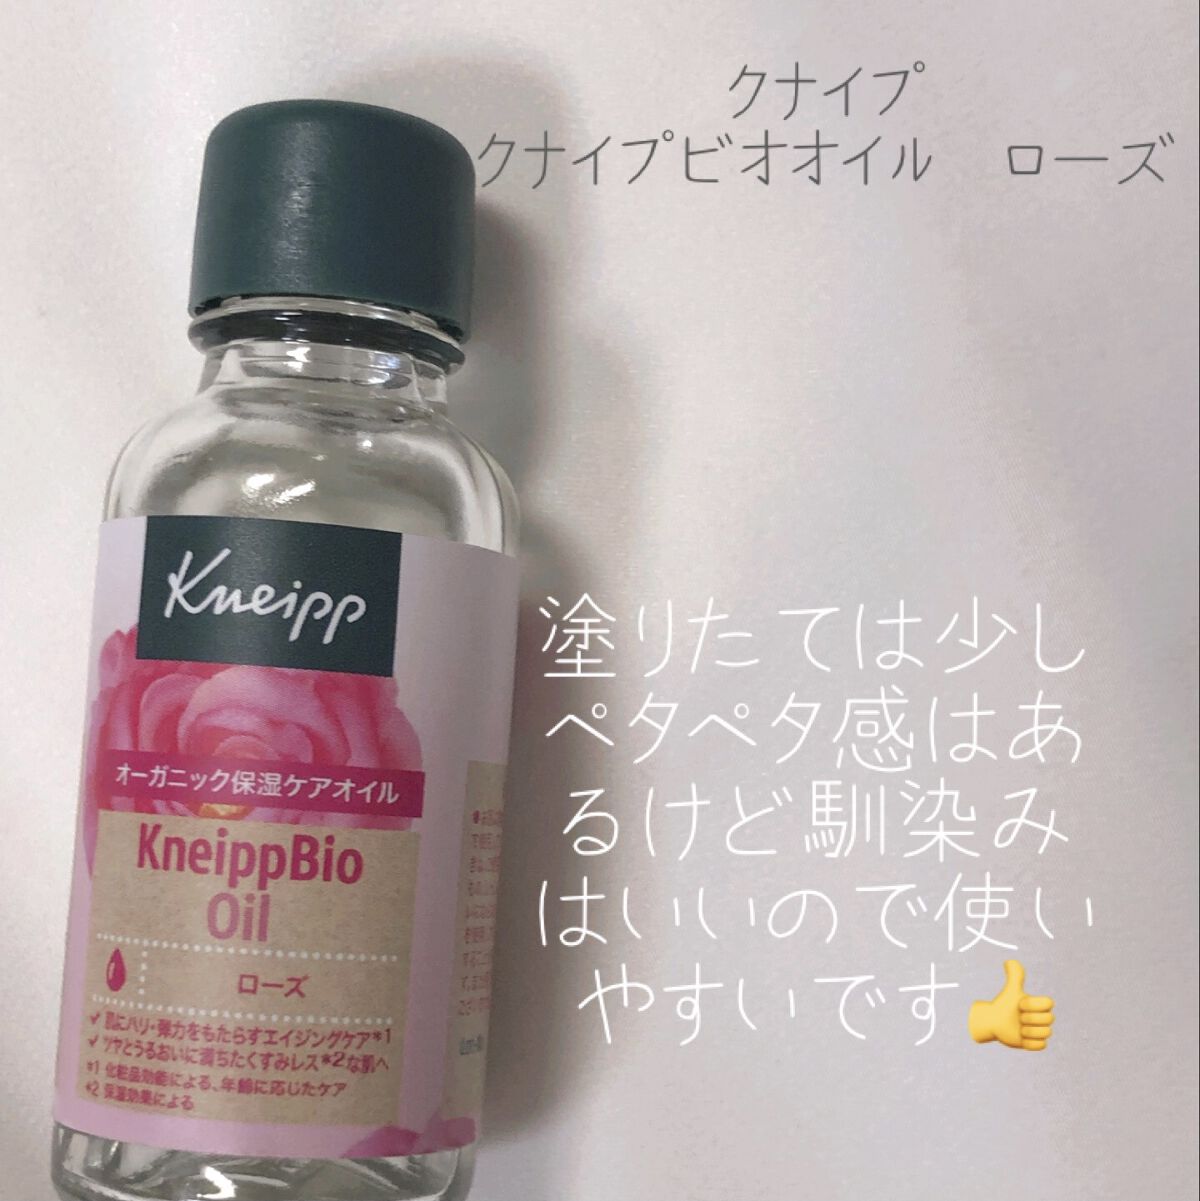 クナイプ
クナイプビオオイル　ローズ
Kneipp
オーガニック保湿ケアオイル
KneippBio
Oil
ローズ
✓ 肌にハリ・弾力をもたらすエイジングケア*1
✓ ツヤとうるおいに満ちたくすみレス*2な肌へ
*1 化粧品効能による、年齢に応じたケア
*2 保湿効果による
塗りたては少し
ペタペタ感はあ
るけど馴染み
はいいので使い
やすいです👍